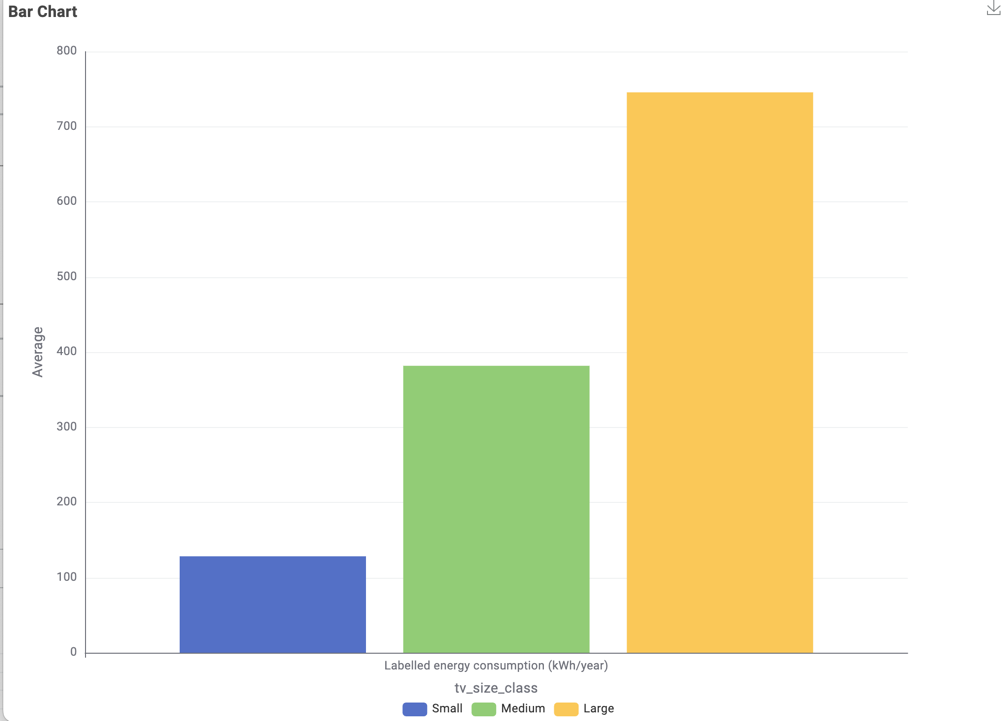 Bar Chart
800
700
600
500
400
300
200
100
0
Average
Labelled energy consumption (kWh/year)
tv_size_class
Small Medium Large